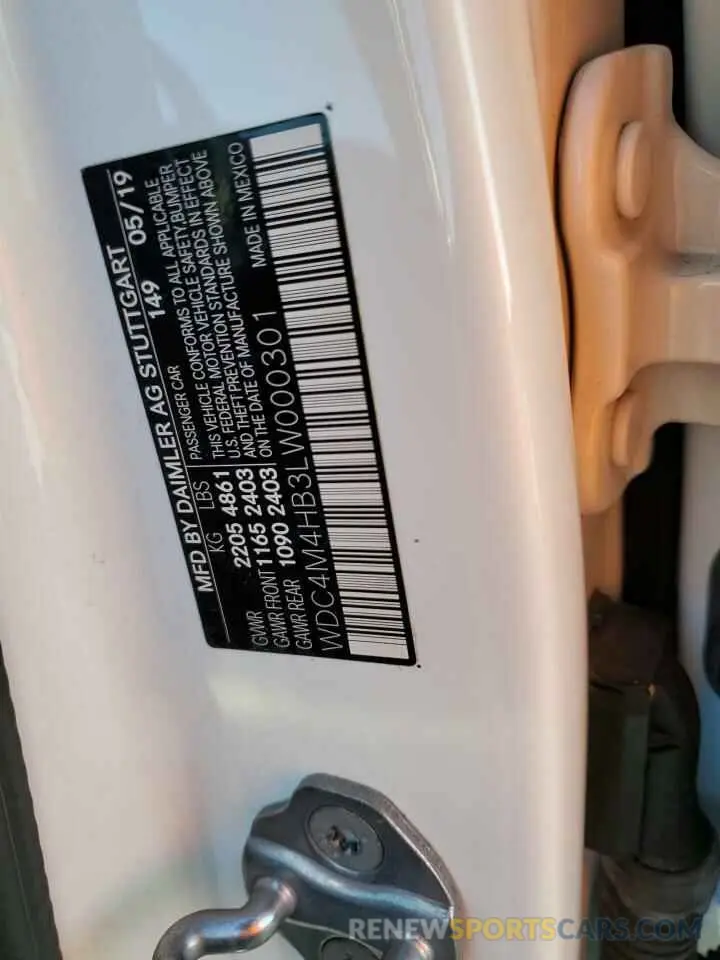 MFD BY DAIMLER AG STUTTGART
149 05/19
PASSENGER CAR
THIS VEHICLE CONFORMS TO ALL APPLICABLE
U.S. FEDERAL MOTOR VEHICLE SAFETY, BUMPER,
AND THEFT PREVENTION STANDARDS IN EFFECT
ON THE DATE OF MANUFACTURE SHOWN ABOVE
KG LBS
GVWR 2205 4861
GAWR FRONT 1165 2403
GAWR REAR 1090 2403
MADE IN MEXICO
WDC4M4HB3LW000301
RENEWSPORTSCARS.COM